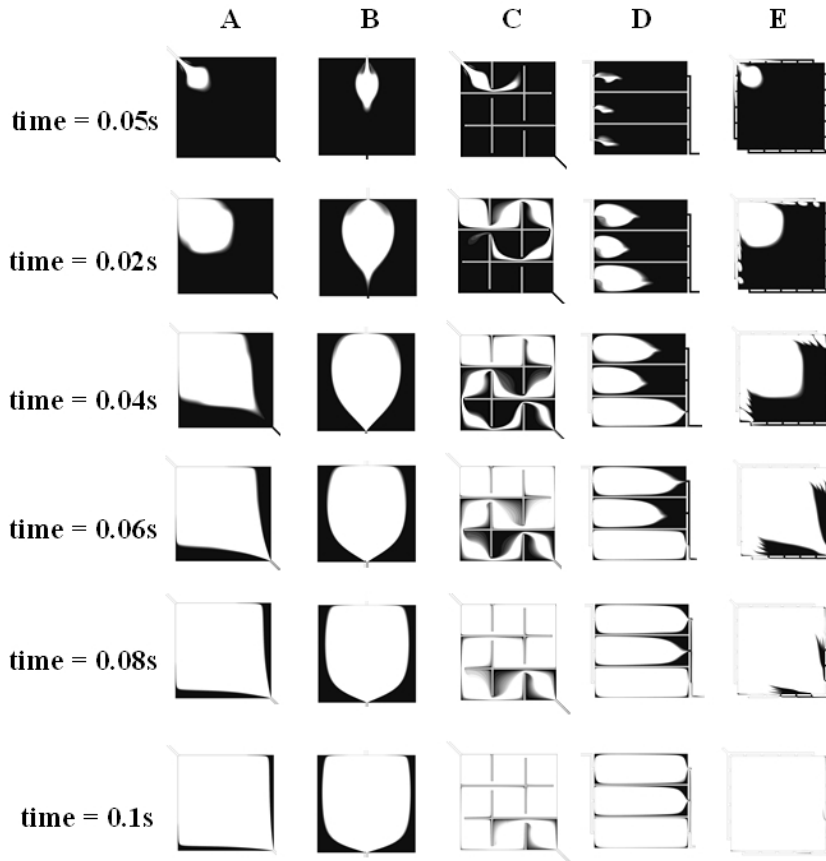 A B C D E
time = 0.05s
time = 0.02s
time = 0.04s
time = 0.06s
time = 0.08s
time = 0.1s